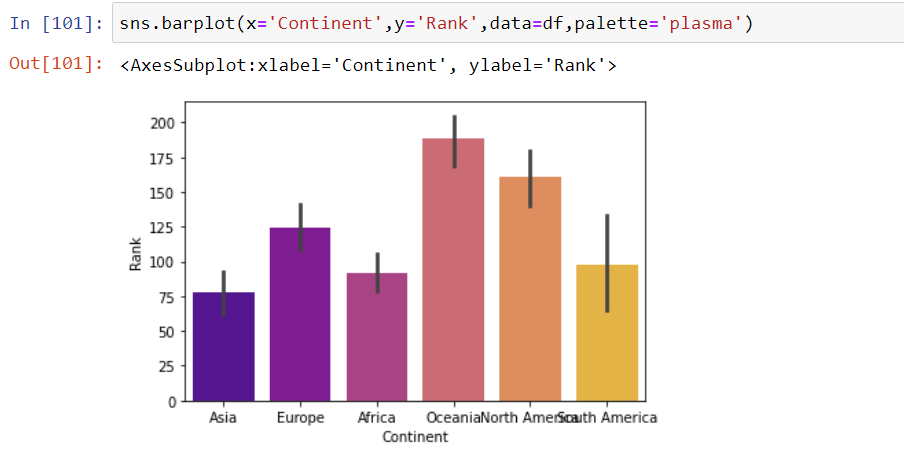 In [101]: sns.barplot(x='Continent',y='Rank',data=df,palette='plasma')
Out[101]: <AxesSubplot:xlabel='Continent', ylabel='Rank'>
200
175
150
125
100
75
50
25
0
Rank
Asia Europe Africa Oceania North America South America
Continent